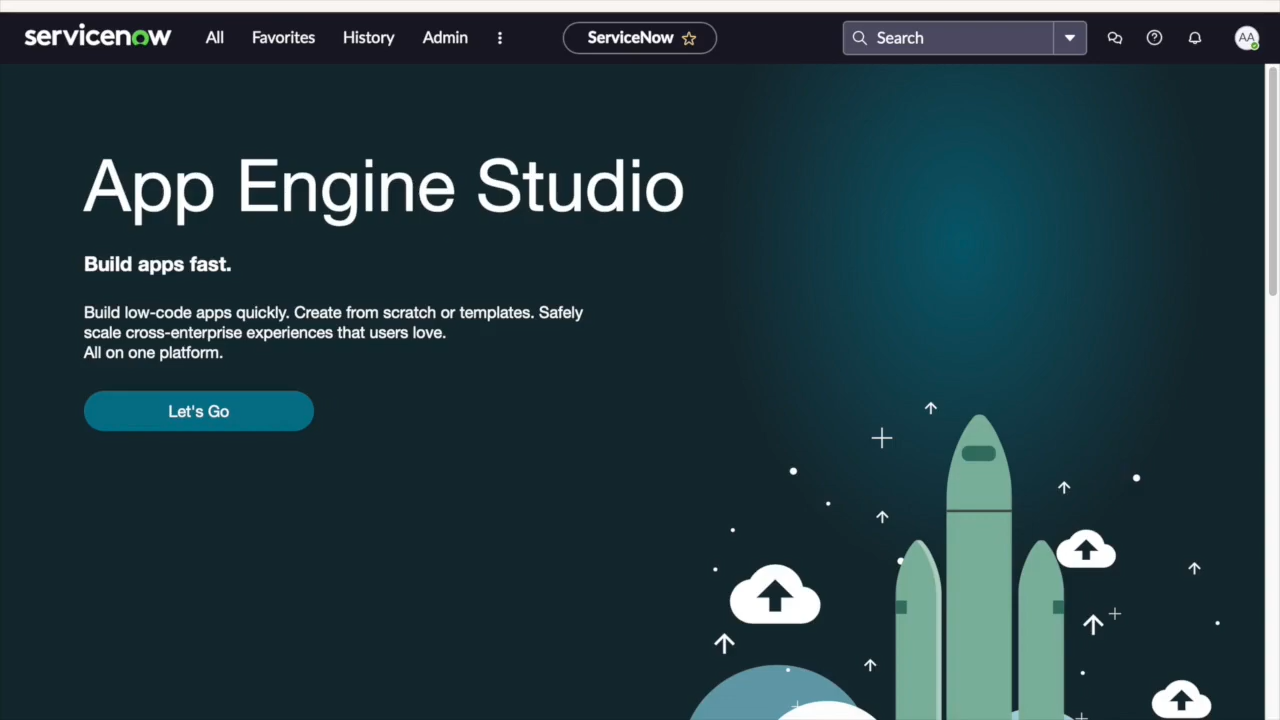 servicenow All Favorites History Admin ServiceNow Search AA
App Engine Studio
Build apps fast.
Build low-code apps quickly. Create from scratch or templates. Safely
scale cross-enterprise experiences that users love.
All on one platform.
Let's Go